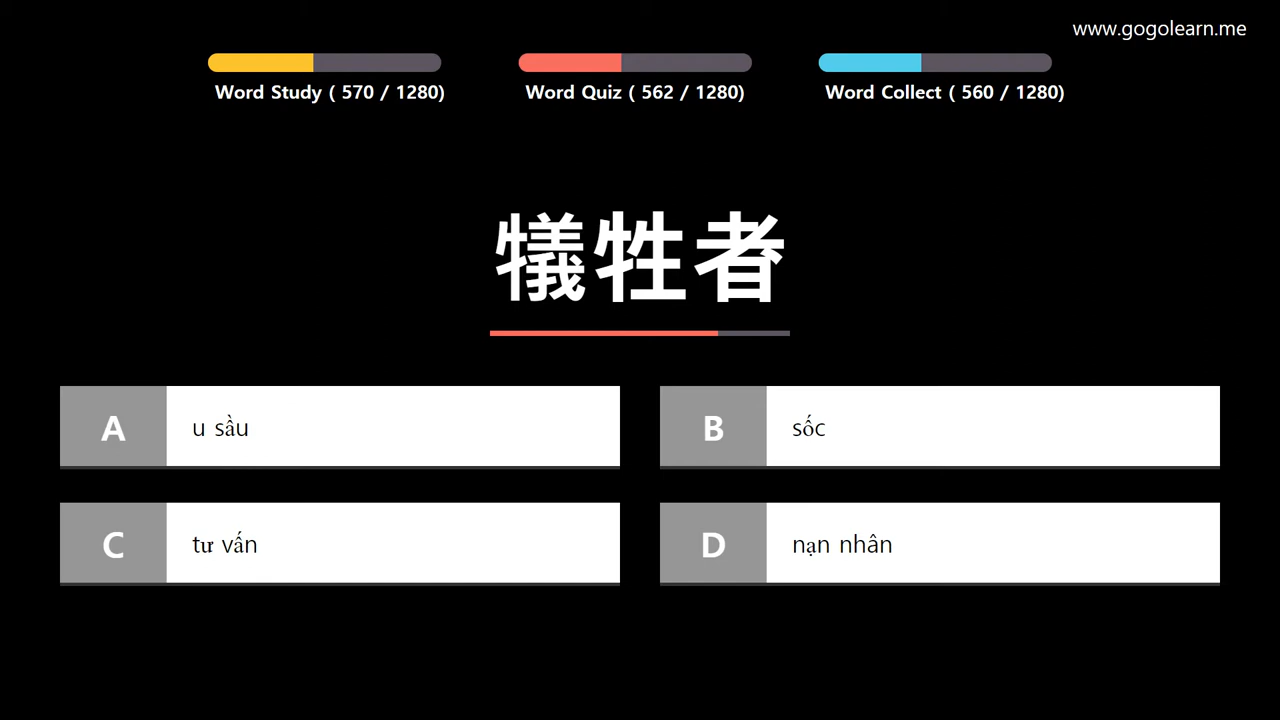 www.gogolearn.me
Word Study ( 570 / 1280)
Word Quiz ( 562 / 1280)
Word Collect ( 560 / 1280)
犠牲者
A
u sầu
B
sốc
C
tư vấn
D
nạn nhân